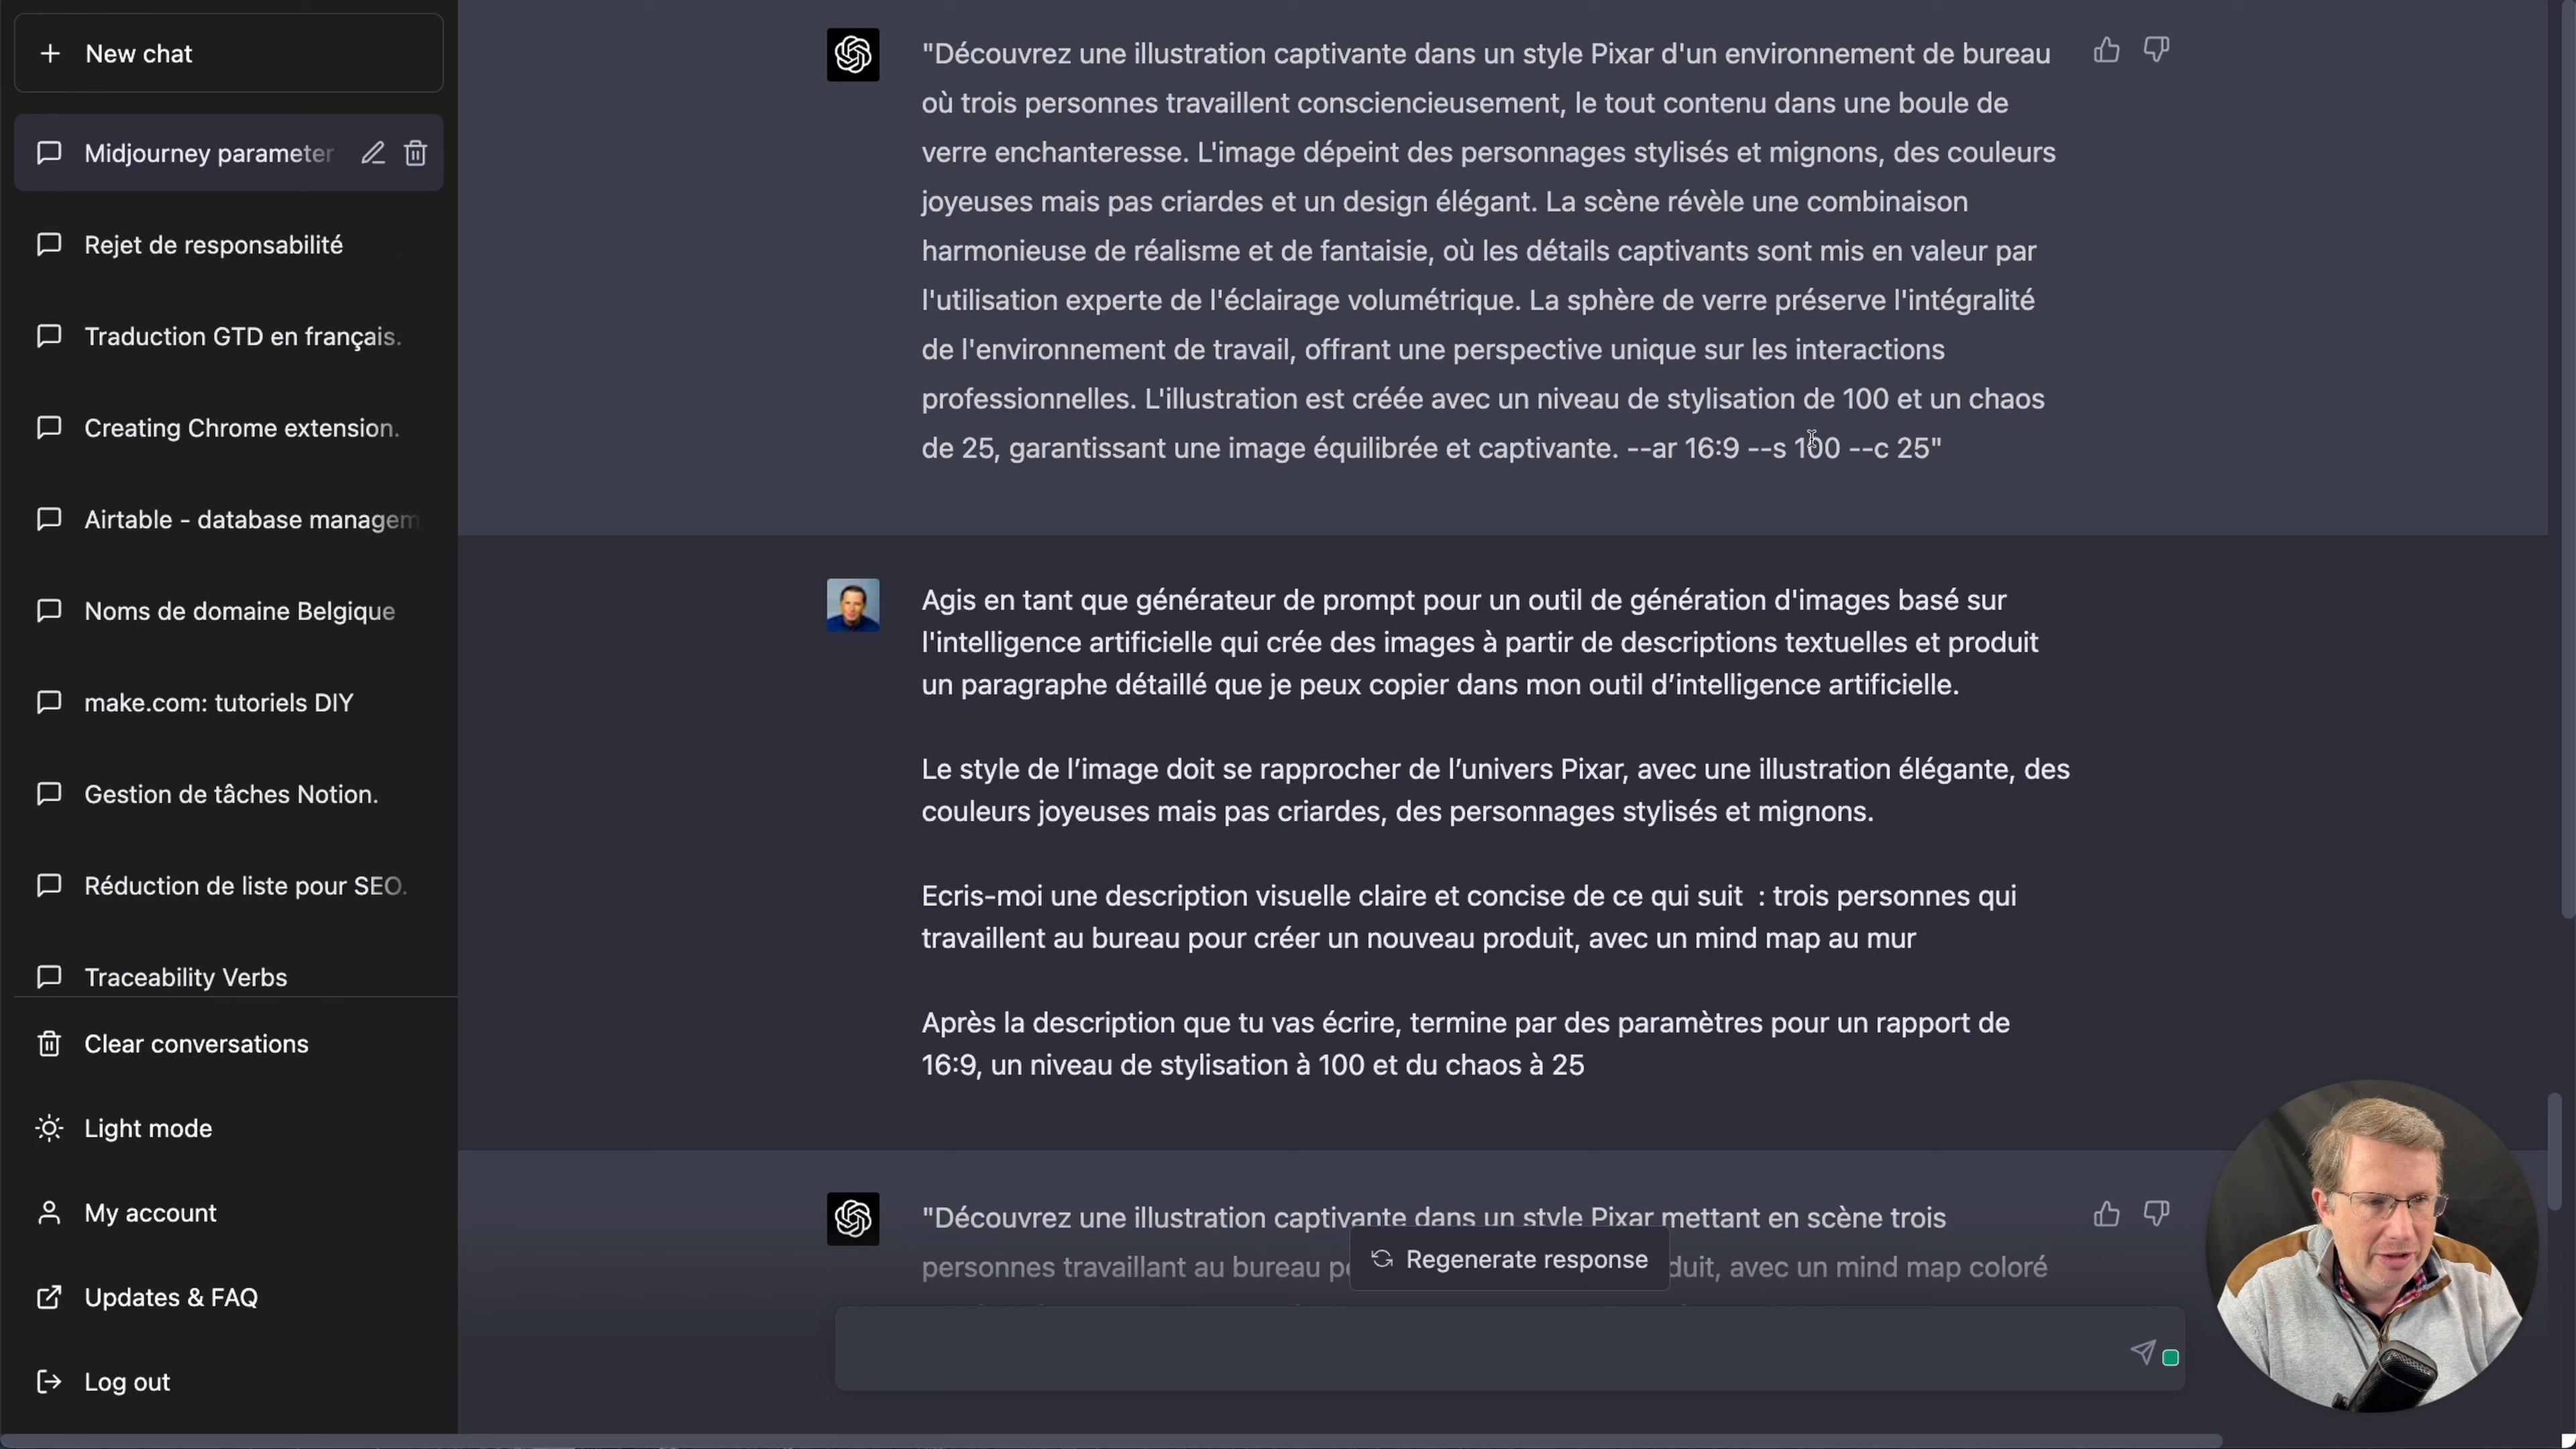 New chat
Midjourney parameter
Rejet de responsabilité
Traduction GTD en français.
Creating Chrome extension.
Airtable - database managem
Noms de domaine Belgique
make.com: tutoriels DIY
Gestion de tâches Notion.
Réduction de liste pour SEO.
Traceability Verbs
Clear conversations
Light mode
My account
Updates & FAQ
Log out
"Découvrez une illustration captivante dans un style Pixar d'un environnement de bureau
où trois personnes travaillent consciencieusement, le tout contenu dans une boule de
verre enchanteresse. L'image dépeint des personnages stylisés et mignons, des couleurs
joyeuses mais pas criardes et un design élégant. La scène révèle une combinaison
harmonieuse de réalisme et de fantaisie, où les détails captivants sont mis en valeur par
l'utilisation experte de l'éclairage volumétrique. La sphère de verre préserve l'intégralité
de l'environnement de travail, offrant une perspective unique sur les interactions
professionnelles. L'illustration est créée avec un niveau de stylisation de 100 et un chaos
de 25, garantissant une image équilibrée et captivante. --ar 16:9 --s 100 --c 25"
Agis en tant que générateur de prompt pour un outil de génération d'images basé sur
l'intelligence artificielle qui crée des images à partir de descriptions textuelles et produit
un paragraphe détaillé que je peux copier dans mon outil d’intelligence artificielle.
Le style de l’image doit se rapprocher de l’univers Pixar, avec une illustration élégante, des
couleurs joyeuses mais pas criardes, des personnages stylisés et mignons.
Ecris-moi une description visuelle claire et concise de ce qui suit : trois personnes qui
travaillent au bureau pour créer un nouveau produit, avec un mind map au mur
Après la description que tu vas écrire, termine par des paramètres pour un rapport de
16:9, un niveau de stylisation à 100 et du chaos à 25
"Découvrez une illustration captivante dans un style Pixar mettant en scène trois
personnes travaillant au bureau duit, avec un mind map coloré
Regenerate response